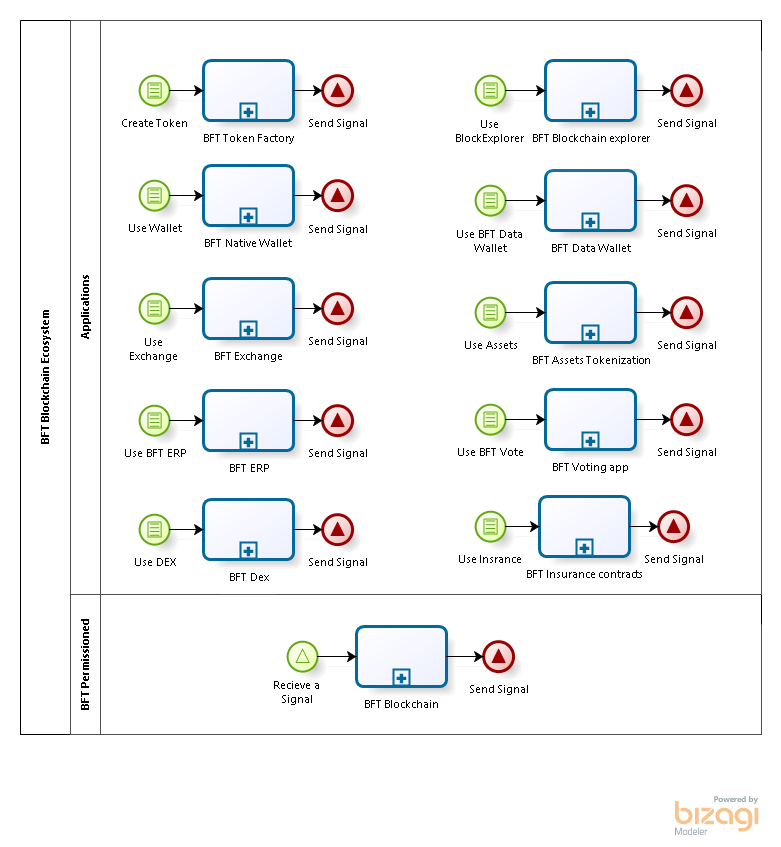 BFT Blockchain Ecosystem
Applications
Create Token
BFT Token Factory
Send Signal
Use
BlockExplorer
BFT Blockchain explorer
Send Signal
Use Wallet
BFT Native Wallet
Send Signal
Use BFT Data
Wallet
BFT Data Wallet
Send Signal
Use
Exchange
BFT Exchange
Send Signal
Use Assets
BFT Assets Tokenization
Send Signal
Use BFT ERP
BFT ERP
Send Signal
Use BFT Vote
BFT Voting app
Send Signal
Use DEX
BFT Dex
Send Signal
Use Insrance
BFT Insurance contracts
Send Signal
BFT Permissioned
Recieve a
Signal
BFT Blockchain
Send Signal
Powered by
bizagi
Modeler